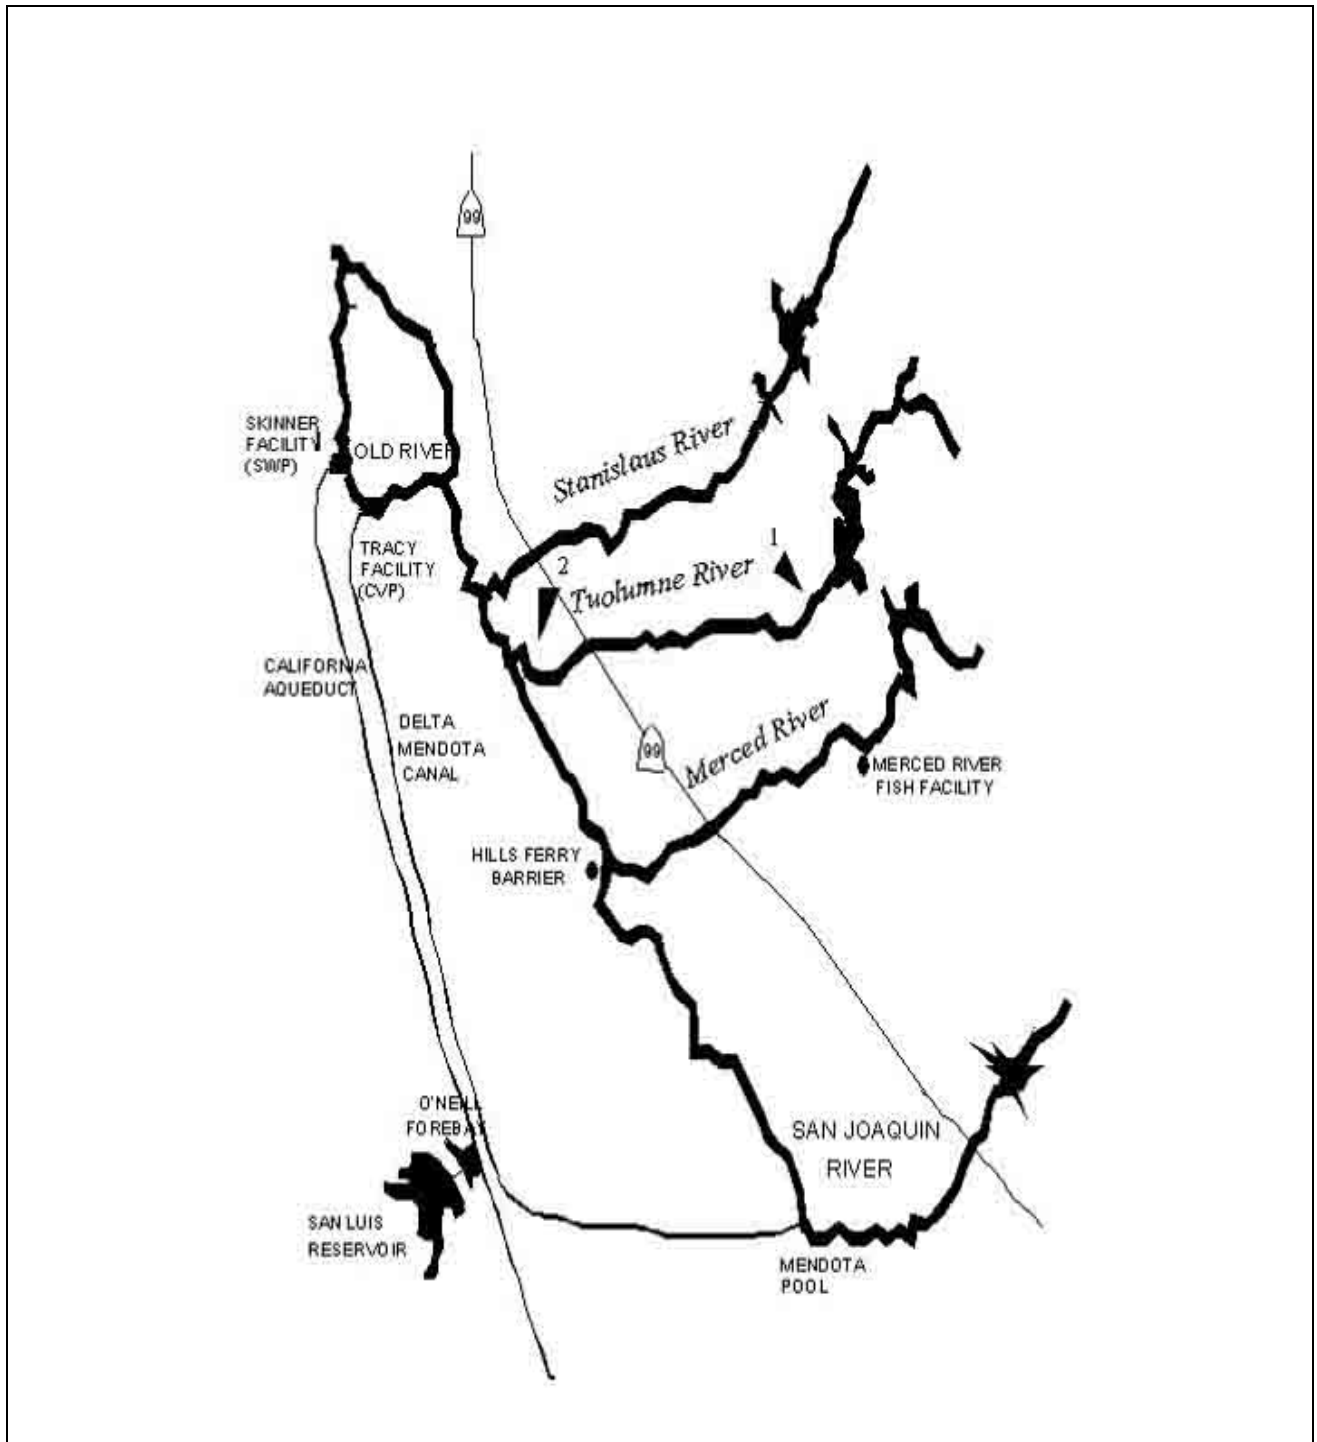 99
SKINNER
FACILITY
(SWP)
OLD RIVER
Stanislaus River
1
2
TRACY
FACILITY
(CVP)
Tuolumne River
CALIFORNIA
AQUEDUCT
DELTA
MENDOTA
CANAL
Merced River
99
MERCED RIVER
FISH FACILITY
HILLS FERRY
BARRIER
O'NEILL
FOREBAY
SAN JOAQUIN
RIVER
SAN LUIS
RESERVOIR
MENDOTA
POOL